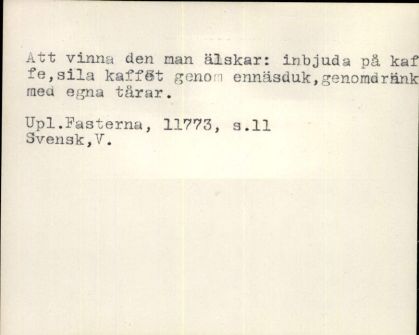 Att vinna den man älskar: inbjuda på kaf
fe,sila kaffet genom ennäsduk,genomdränk
med egna tårar.
Upl.Fasterna, 11773, s.11
Svensk,V.